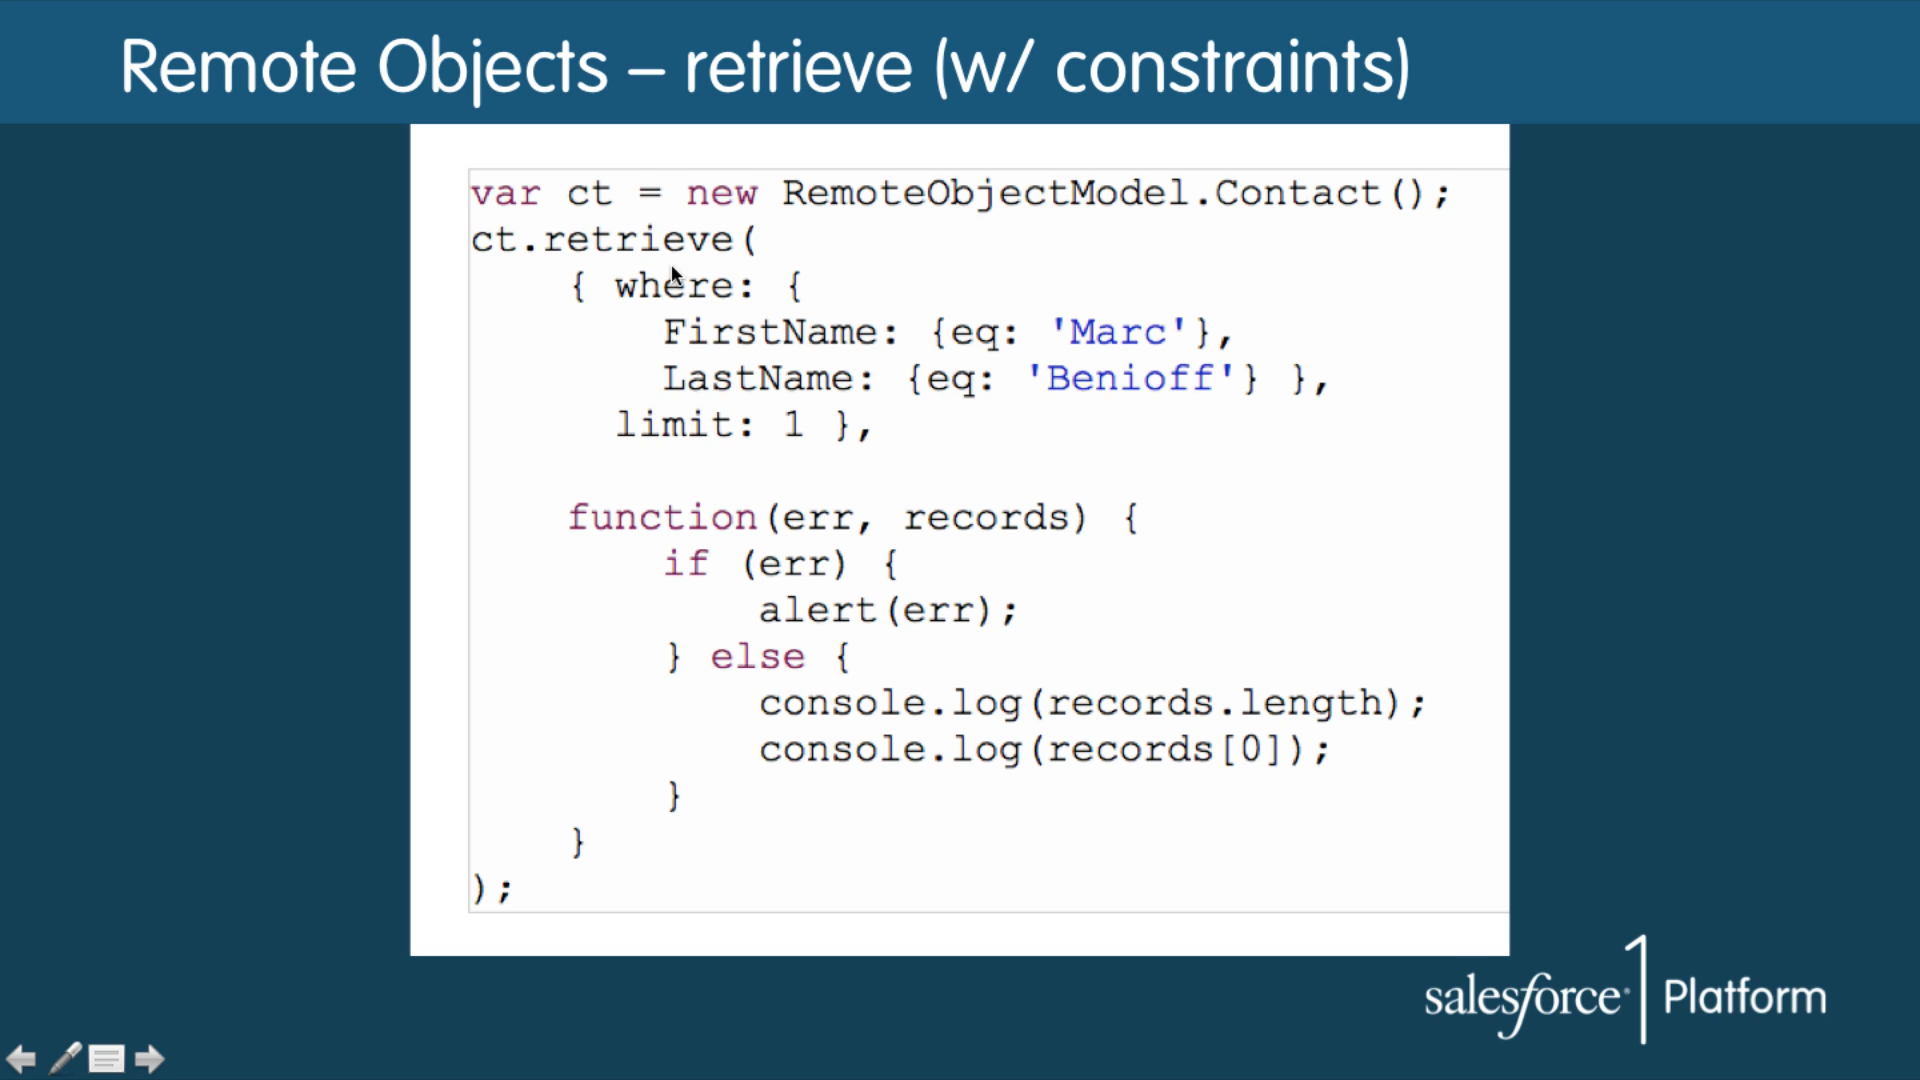 Remote Objects – retrieve (w/ constraints)
var ct = new RemoteObjectModel.Contact();
ct.retrieve(
{ where: {
FirstName: {eq: 'Marc'},
LastName: {eq: 'Benioff'} },
limit: 1 },
function(err, records) {
if (err) {
alert(err);
} else {
console.log(records.length);
console.log(records[0]);
}
}
);
salesforce 1 Platform